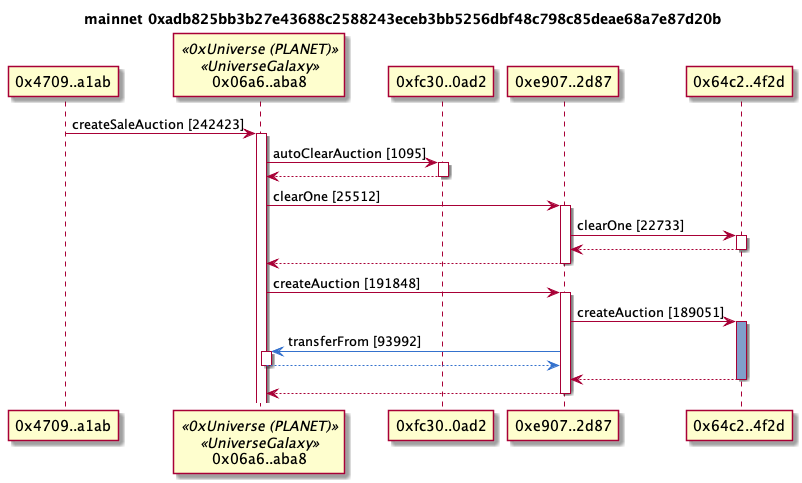 mainnet 0xadb825bb3b27e43688c2588243eceb3bb5256dbf48c798c85deae68a7e87d20b
0x4709..a1ab
«0xUniverse (PLANET)»
«UniverseGalaxy»
0x06a6..aba8
0xfc30..0ad2
0xe907..2d87
0x64c2..4f2d
createSaleAuction [242423]
autoClearAuction [1095]
clearOne [25512]
clearOne [22733]
createAuction [191848]
createAuction [189051]
transferFrom [93992]
0x4709..a1ab
«0xUniverse (PLANET)»
«UniverseGalaxy»
0x06a6..aba8
0xfc30..0ad2
0xe907..2d87
0x64c2..4f2d